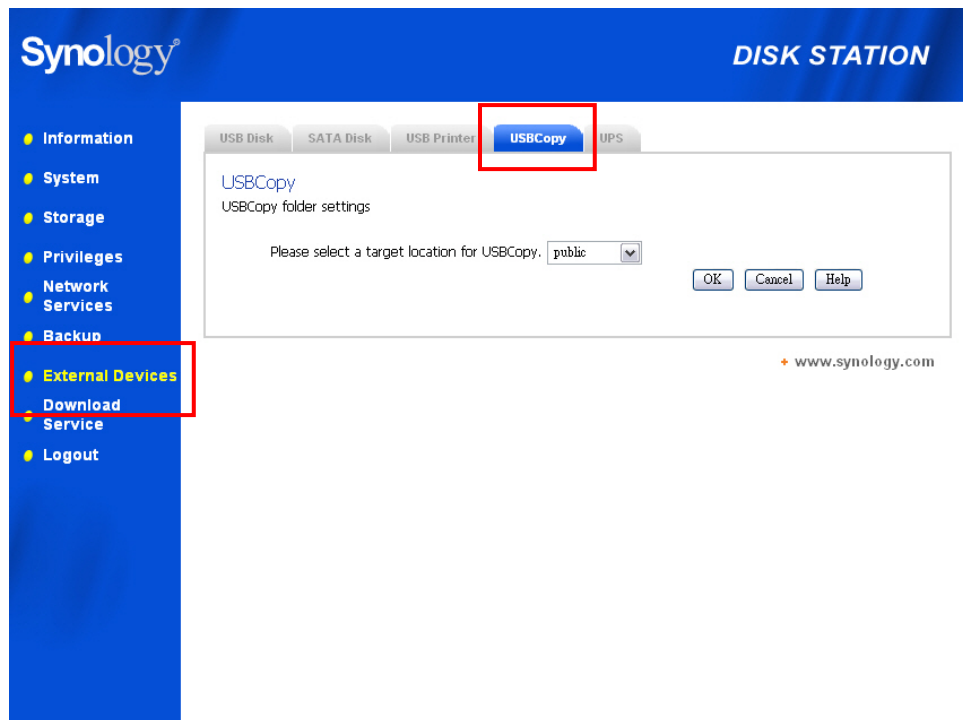 Synology®
DISK STATION
Information
System
Storage
Privileges
Network
Services
Backup
External Devices
Download
Service
Logout
USB Disk
SATA Disk
USB Printer
USBCopy
UPS
USBCopy
USBCopy folder settings
Please select a target location for USBCopy. public
OK Cancel Help
+ www.synology.com